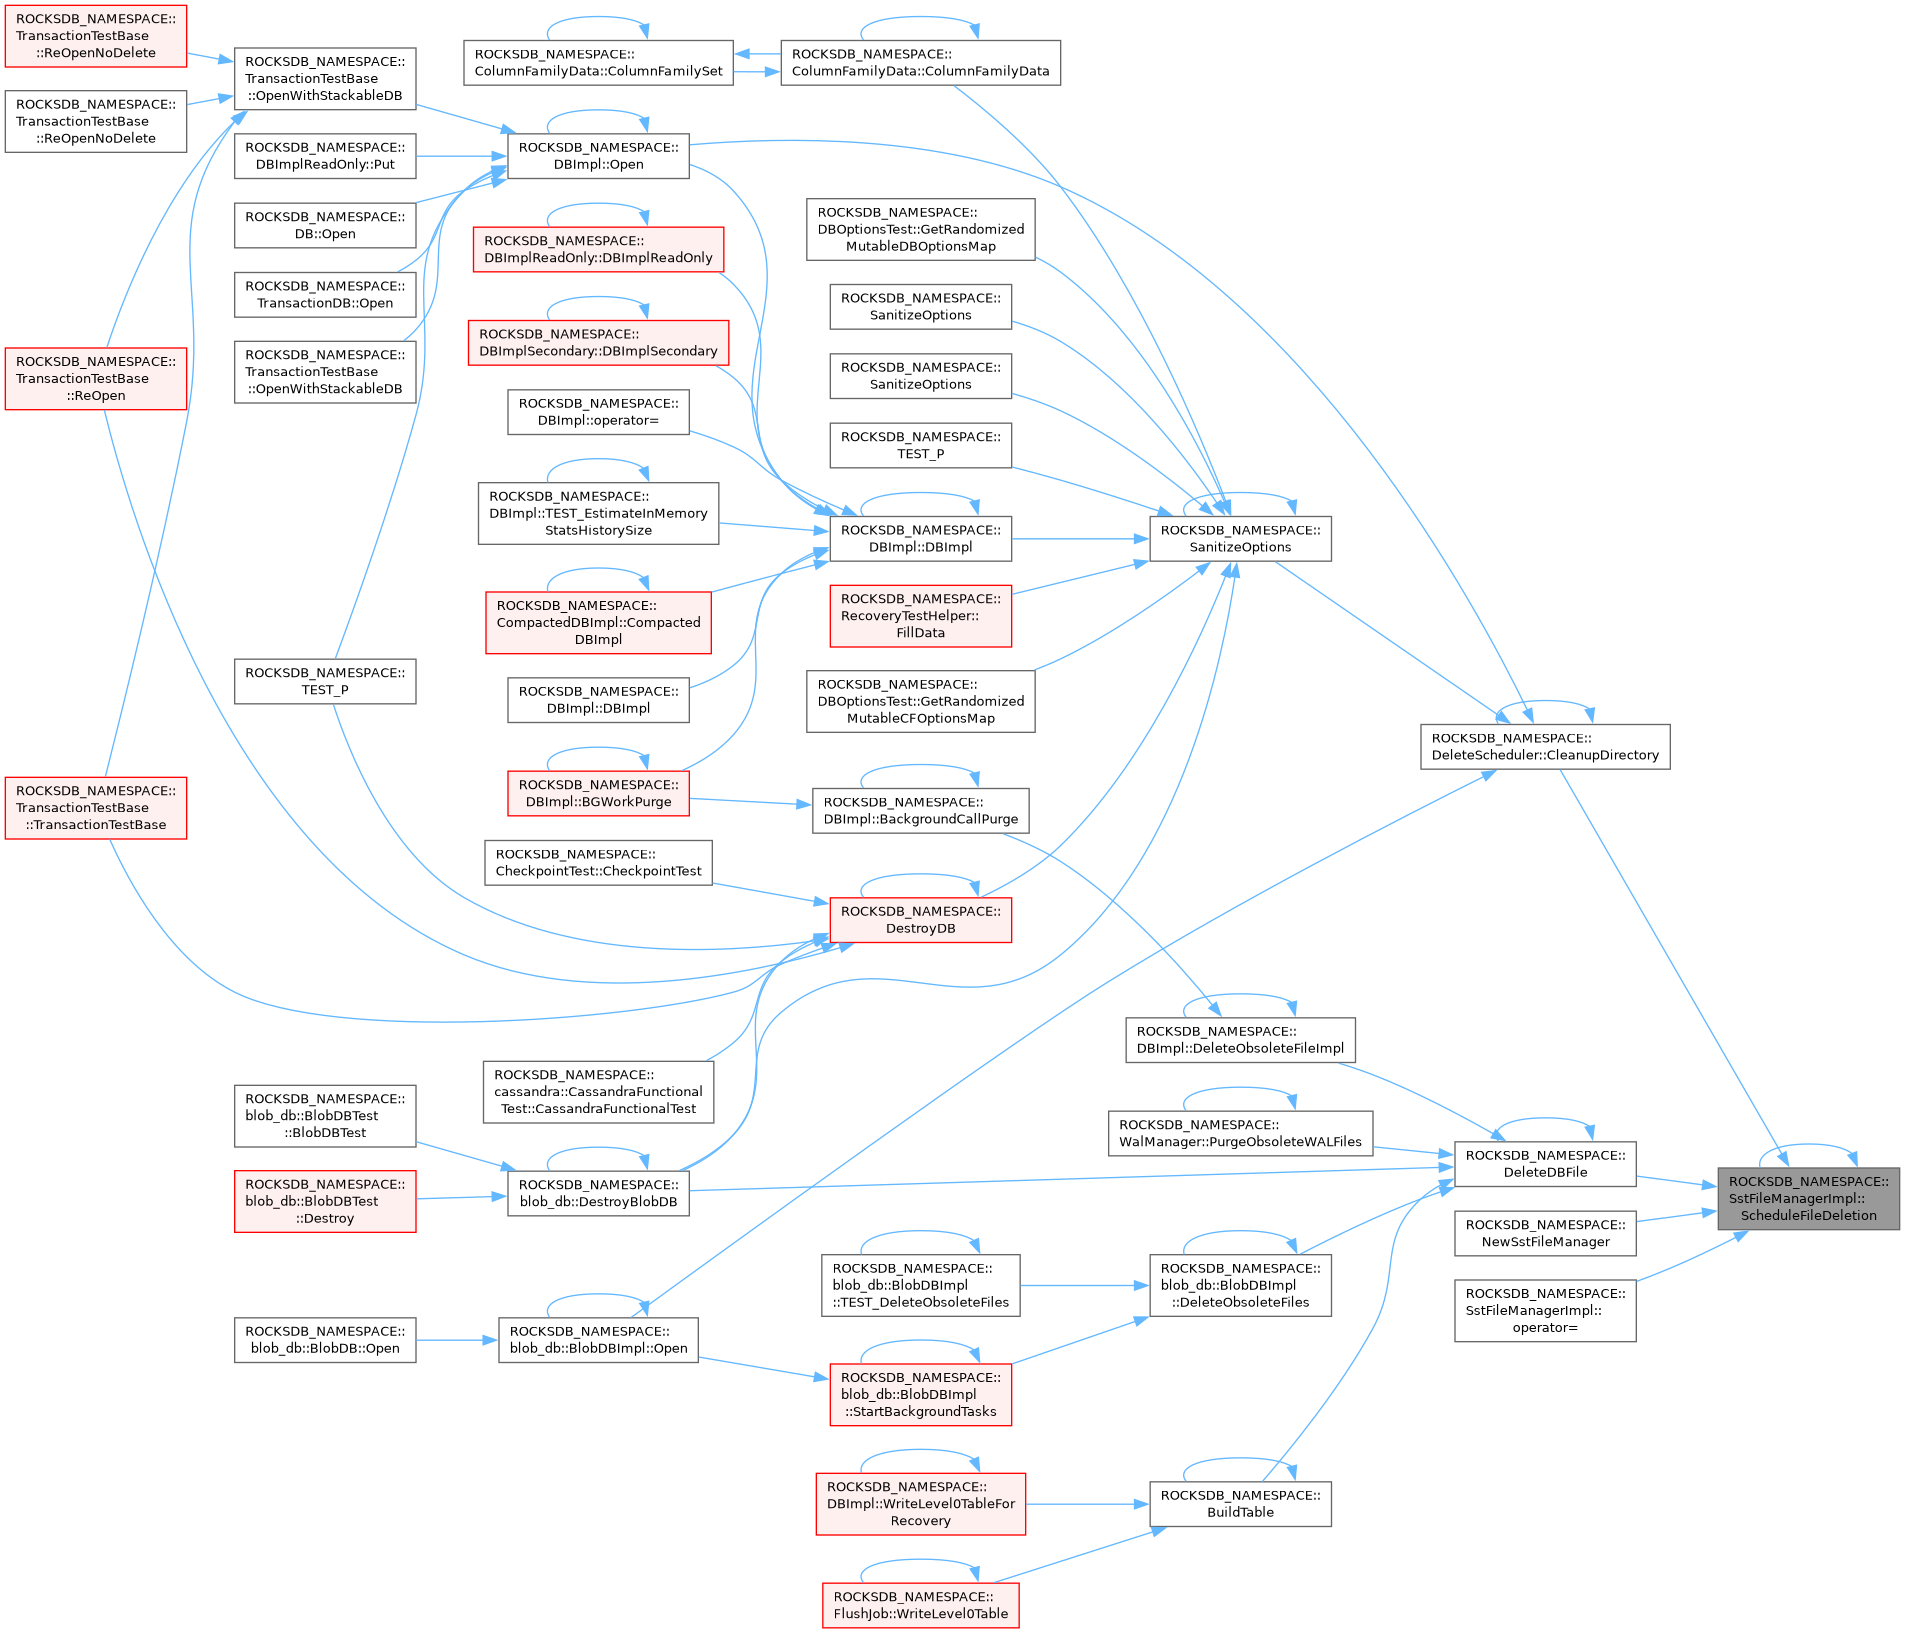 ROCKSDB_NAMESPACE::
TransactionTestBase
::ReOpenNoDelete
ROCKSDB_NAMESPACE::
TransactionTestBase
::ReOpenNoDelete
ROCKSDB_NAMESPACE::
TransactionTestBase
::ReOpen
ROCKSDB_NAMESPACE::
TransactionTestBase
::TransactionTestBase
ROCKSDB_NAMESPACE::
TransactionTestBase
::OpenWithStackableDB
ROCKSDB_NAMESPACE::
DBImplReadOnly::Put
ROCKSDB_NAMESPACE::
DB::Open
ROCKSDB_NAMESPACE::
TransactionDB::Open
ROCKSDB_NAMESPACE::
TransactionTestBase
::OpenWithStackableDB
ROCKSDB_NAMESPACE::
TEST_P
ROCKSDB_NAMESPACE::
blob_db::BlobDBTest
::BlobDBTest
ROCKSDB_NAMESPACE::
blob_db::BlobDBTest
::Destroy
ROCKSDB_NAMESPACE::
blob_db::BlobDB::Open
ROCKSDB_NAMESPACE::
ColumnFamilyData::ColumnFamilySet
ROCKSDB_NAMESPACE::
DBImpl::Open
ROCKSDB_NAMESPACE::
DBImplReadOnly::DBImplReadOnly
ROCKSDB_NAMESPACE::
DBImplSecondary::DBImplSecondary
ROCKSDB_NAMESPACE::
DBImpl::operator=
ROCKSDB_NAMESPACE::
DBImpl::TEST_EstimateInMemory
StatsHistorySize
ROCKSDB_NAMESPACE::
CompactedDBImpl::Compacted
DBImpl
ROCKSDB_NAMESPACE::
DBImpl::DBImpl
ROCKSDB_NAMESPACE::
DBImpl::BGWorkPurge
ROCKSDB_NAMESPACE::
CheckpointTest::CheckpointTest
ROCKSDB_NAMESPACE::
cassandra::CassandraFunctional
Test::CassandraFunctionalTest
ROCKSDB_NAMESPACE::
blob_db::DestroyBlobDB
ROCKSDB_NAMESPACE::
blob_db::BlobDBImpl::Open
ROCKSDB_NAMESPACE::
ColumnFamilyData::ColumnFamilyData
ROCKSDB_NAMESPACE::
DBOptionsTest::GetRandomized
MutableDBOptionsMap
ROCKSDB_NAMESPACE::
SanitizeOptions
ROCKSDB_NAMESPACE::
SanitizeOptions
ROCKSDB_NAMESPACE::
TEST_P
ROCKSDB_NAMESPACE::
DBImpl::DBImpl
ROCKSDB_NAMESPACE::
RecoveryTestHelper::
FillData
ROCKSDB_NAMESPACE::
DBOptionsTest::GetRandomized
MutableCFOptionsMap
ROCKSDB_NAMESPACE::
DBImpl::BackgroundCallPurge
ROCKSDB_NAMESPACE::
DestroyDB
ROCKSDB_NAMESPACE::
blob_db::BlobDBImpl
::TEST_DeleteObsoleteFiles
ROCKSDB_NAMESPACE::
blob_db::BlobDBImpl
::StartBackgroundTasks
ROCKSDB_NAMESPACE::
DBImpl::WriteLevel0TableFor
Recovery
ROCKSDB_NAMESPACE::
FlushJob::WriteLevel0Table
ROCKSDB_NAMESPACE::
SanitizeOptions
ROCKSDB_NAMESPACE::
DBImpl::DeleteObsoleteFileImpl
ROCKSDB_NAMESPACE::
WalManager::PurgeObsoleteWALFiles
ROCKSDB_NAMESPACE::
blob_db::BlobDBImpl
::DeleteObsoleteFiles
ROCKSDB_NAMESPACE::
BuildTable
ROCKSDB_NAMESPACE::
DeleteScheduler::CleanupDirectory
ROCKSDB_NAMESPACE::
DeleteDBFile
ROCKSDB_NAMESPACE::
NewSstFileManager
ROCKSDB_NAMESPACE::
SstFileManagerImpl::
operator=
ROCKSDB_NAMESPACE::
SstFileManagerImpl::
ScheduleFileDeletion